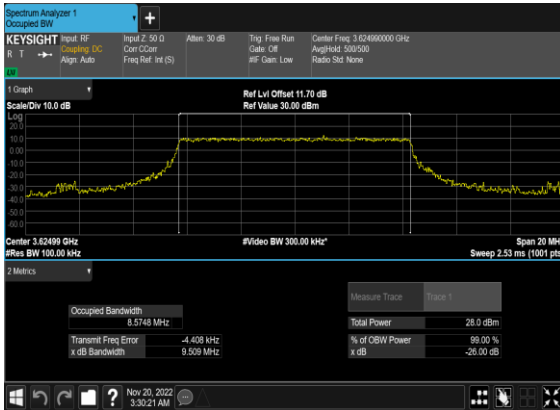 Spectrum Analyzer 1
Occupied BW
+
KEYSIGHT Input: RF Input Z: 50 Ω Atten: 30 dB Trig: Free Run Center Freq: 3.624990000 GHz
R T Coupling: DC Corr CCorr Gate: Off Avg|Hold: 500/500
Align: Auto Freq Ref: Int (S) #IF Gain: Low Radio Std: None
1 Graph
Ref Lvl Offset 11.70 dB
Scale/Div 10.0 dB Ref Value 30.00 dBm
Log
20.0
10.0
0.00
-10.0
-20.0
-30.0
-40.0
-50.0
-60.0
Center 3.62499 GHz #Video BW 300.00 kHz* Span 20 MH
#Res BW 100.00 kHz Sweep 2.53 ms (1001 pts
2 Metrics
Measure Trace Trace 1
Occupied Bandwidth
8.5748 MHz Total Power 28.0 dBm
Transmit Freq Error -4.408 kHz % of OBW Power 99.00 %
x dB Bandwidth 9.509 MHz x dB -26.00 dB
? Nov 20, 2022
3:30:21 AM